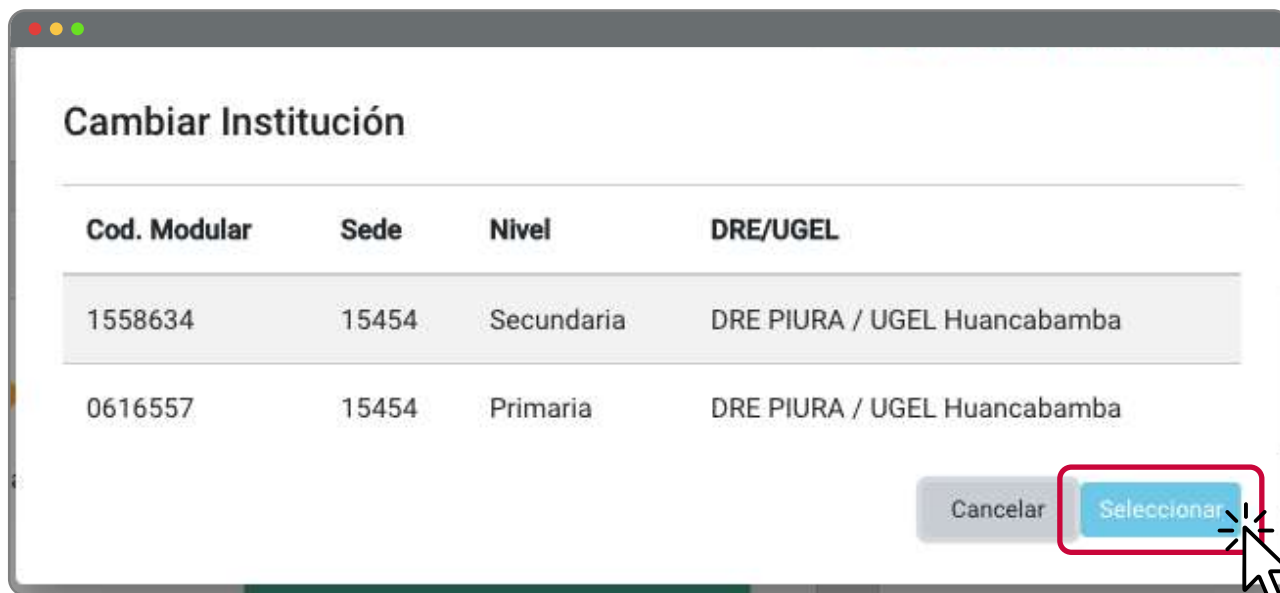 Cambiar Institución
Cod. Modular Sede Nivel DRE/UGEL
1558634 15454 Secundaria DRE PIURA / UGEL Huancabamba
0616557 15454 Primaria DRE PIURA / UGEL Huancabamba
Cancelar Seleccionar